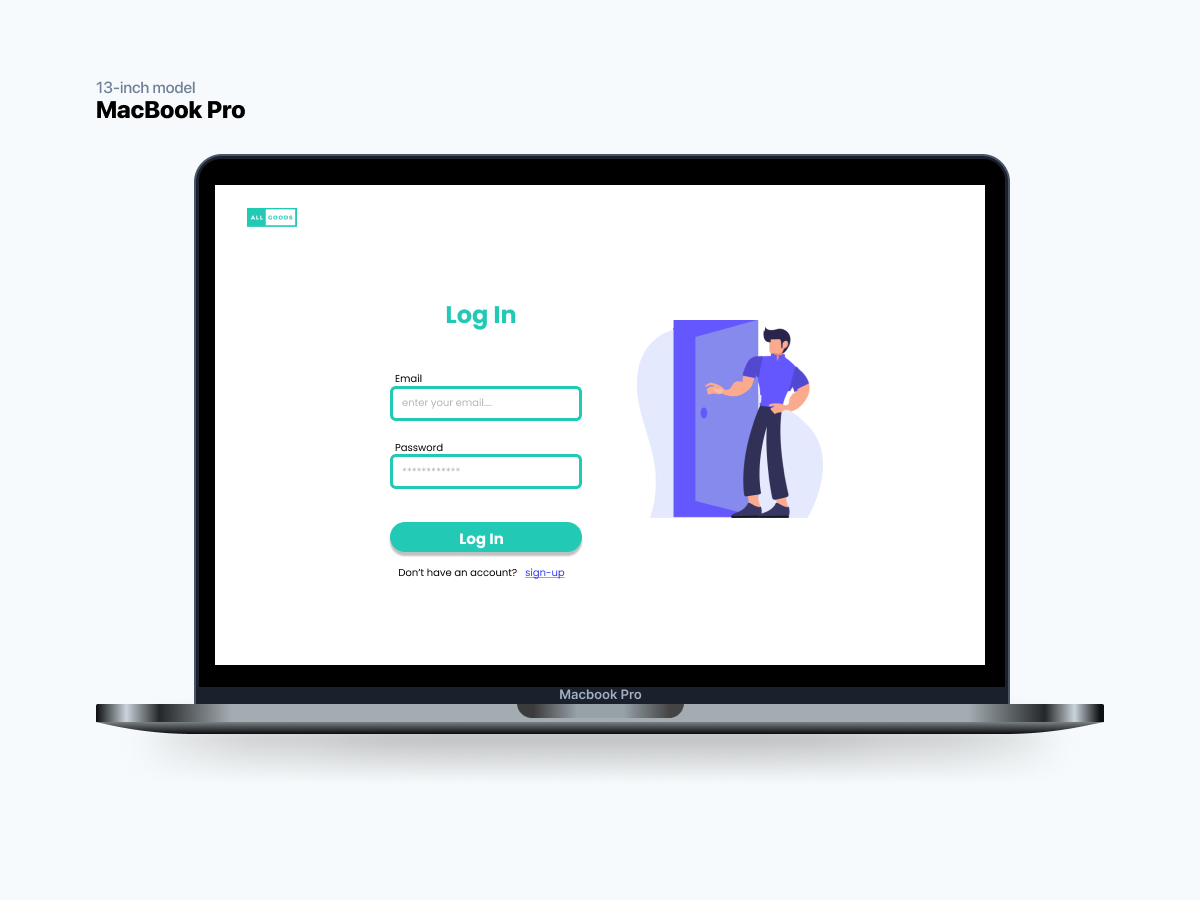 13-inch model
MacBook Pro
ALL GOODS
Log In
Email
enter your email....
Password
************
Log In
Don't have an account? sign-up
Macbook Pro